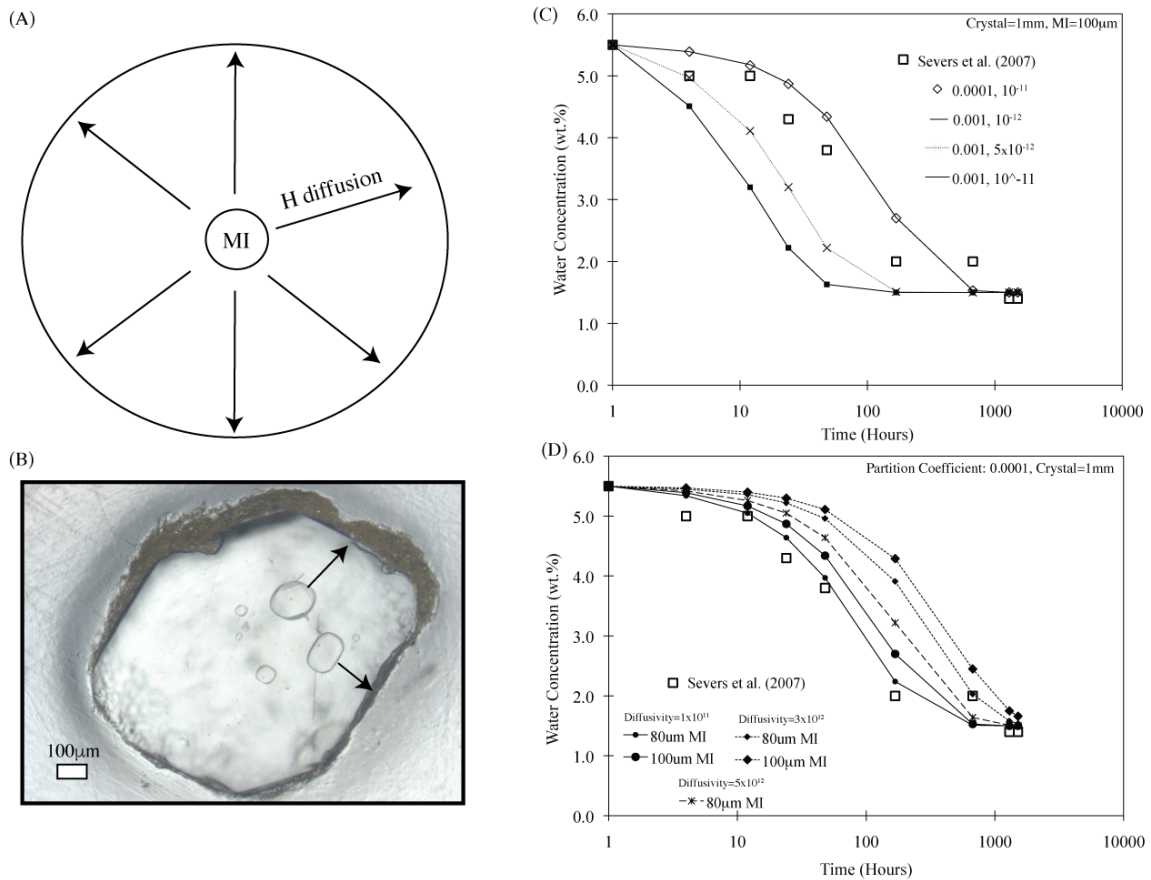 (A)
MI
H diffusion
(B)
100μm
(C)
Crystal=1mm, MI=100μm
Water Concentration (wt.%)
6.0
5.0
4.0
3.0
2.0
1.0
0.0
Severs et al. (2007)
0.0001, 10⁻¹¹
0.001, 10⁻¹²
0.001, 5x10⁻¹²
0.001, 10^-11
1 10 100 1000 10000
Time (Hours)
(D)
Partition Coefficient: 0.0001, Crystal=1mm
Water Concentration (wt.%)
6.0
5.0
4.0
3.0
2.0
1.0
0.0
Severs et al. (2007)
Diffusivity=1x10¹¹
80um MI
100um MI
Diffusivity=3x10¹²
80um MI
100μm MI
Diffusivity=5x10¹²
80μm MI
1 10 100 1000 10000
Time (Hours)